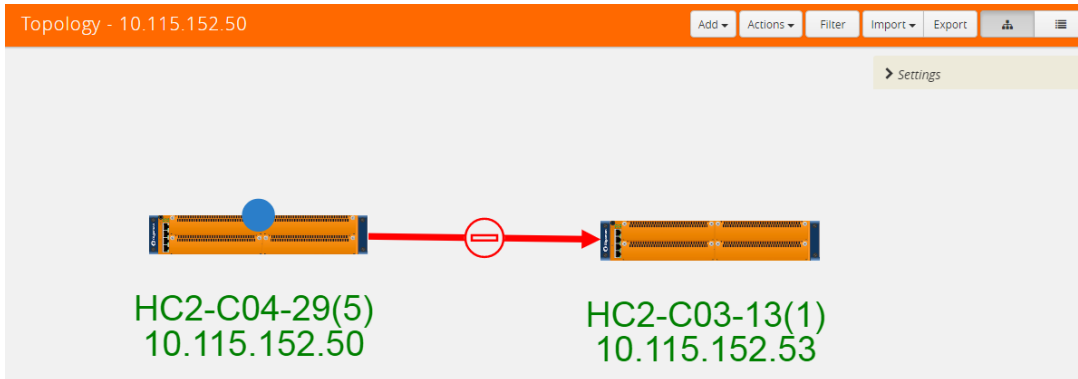 Topology - 10.115.152.50
Add Actions Filter Import Export
Settings
HC2-C04-29(5)
10.115.152.50
HC2-C03-13(1)
10.115.152.53